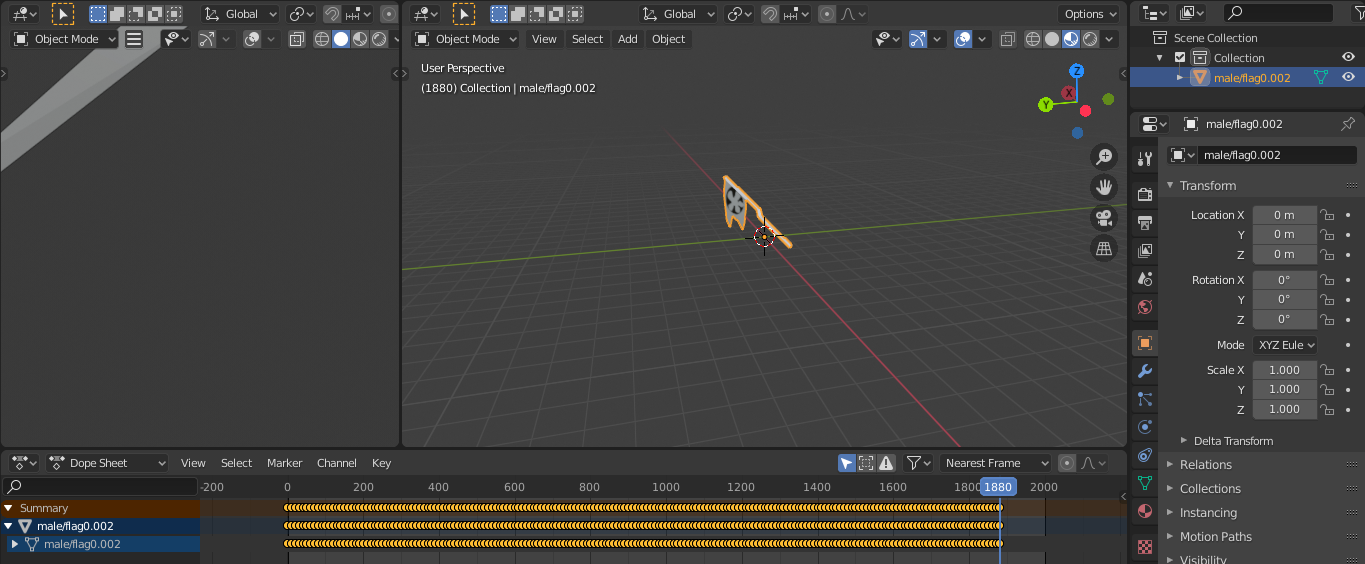 Global
Global
Options
Object Mode
Object Mode
View
Select
Add
Object
User Perspective
(1880) Collection | male/flag0.002
Z
X
Y
Scene Collection
Collection
male/flag0.002
male/flag0.002
male/flag0.002
Transform
Location X
0 m
Y
0 m
Z
0 m
Rotation X
0°
Y
0°
Z
0°
Mode
XYZ Eule
Scale X
1.000
Y
1.000
Z
1.000
Delta Transform
Relations
Collections
Instancing
Motion Paths
Visibility
Dope Sheet
View
Select
Marker
Channel
Key
Nearest Frame
-200
0
200
400
600
800
1000
1200
1400
1600
1800
1880
2000
Summary
male/flag0.002
male/flag0.002